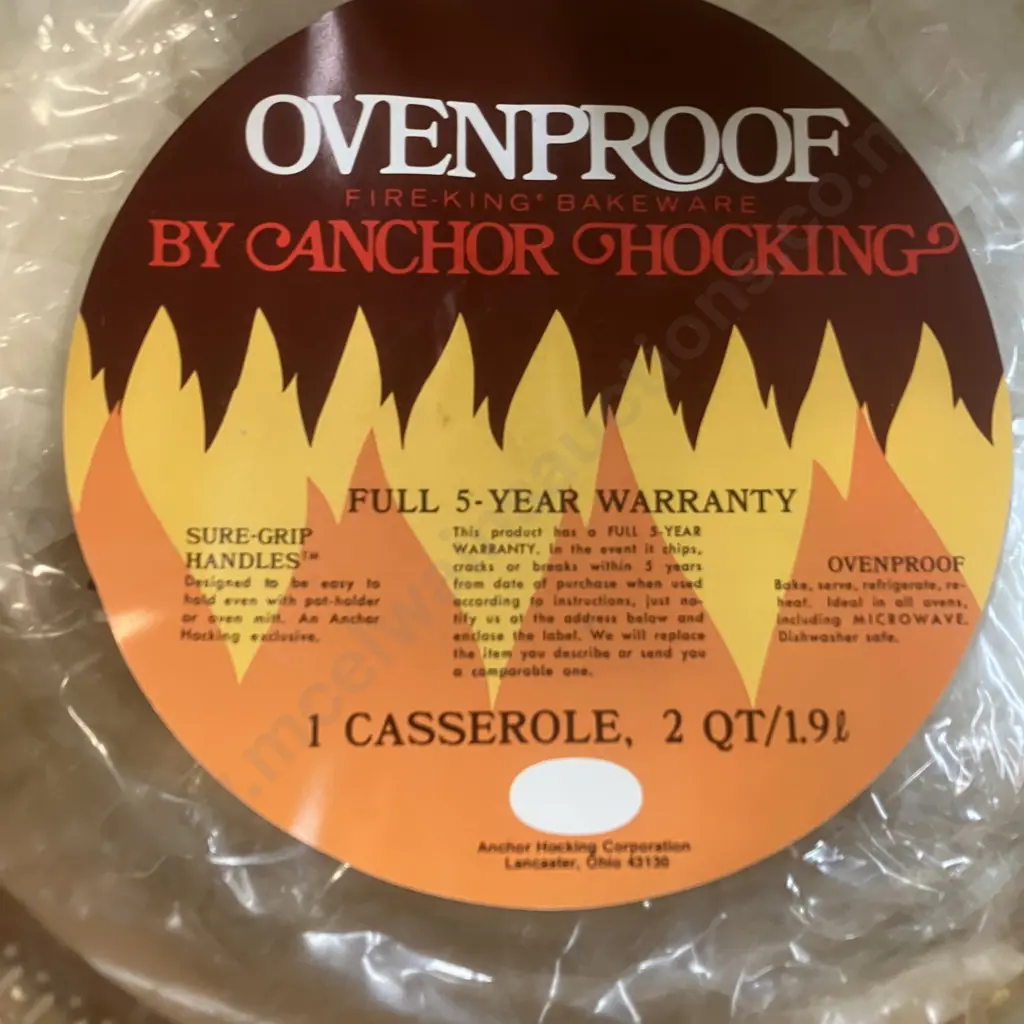 OVENPROOF
FIRE-KING® BAKEWARE
BY ANCHOR HOCKING
FULL 5-YEAR WARRANTY
SURE-GRIP
HANDLES™
Designed to be easy to
hold even with pot-holder
or oven mitt. An Anchor
Hocking exclusive.
This product has a FULL 5-YEAR
WARRANTY. In the event it chips,
cracks or breaks within 5 years
from date of purchase when used
according to instructions, just no-
tify us at the address below and
enclose the label. We will replace
the item you describe or send you
a comparable one.
OVENPROOF
Bake, serve, refrigerate, re-
heat. Ideal in all ovens,
including MICROWAVE.
Dishwasher safe.
1 CASSEROLE, 2 QT/1.9ℓ
Anchor Hocking Corporation
Lancaster, Ohio 43130